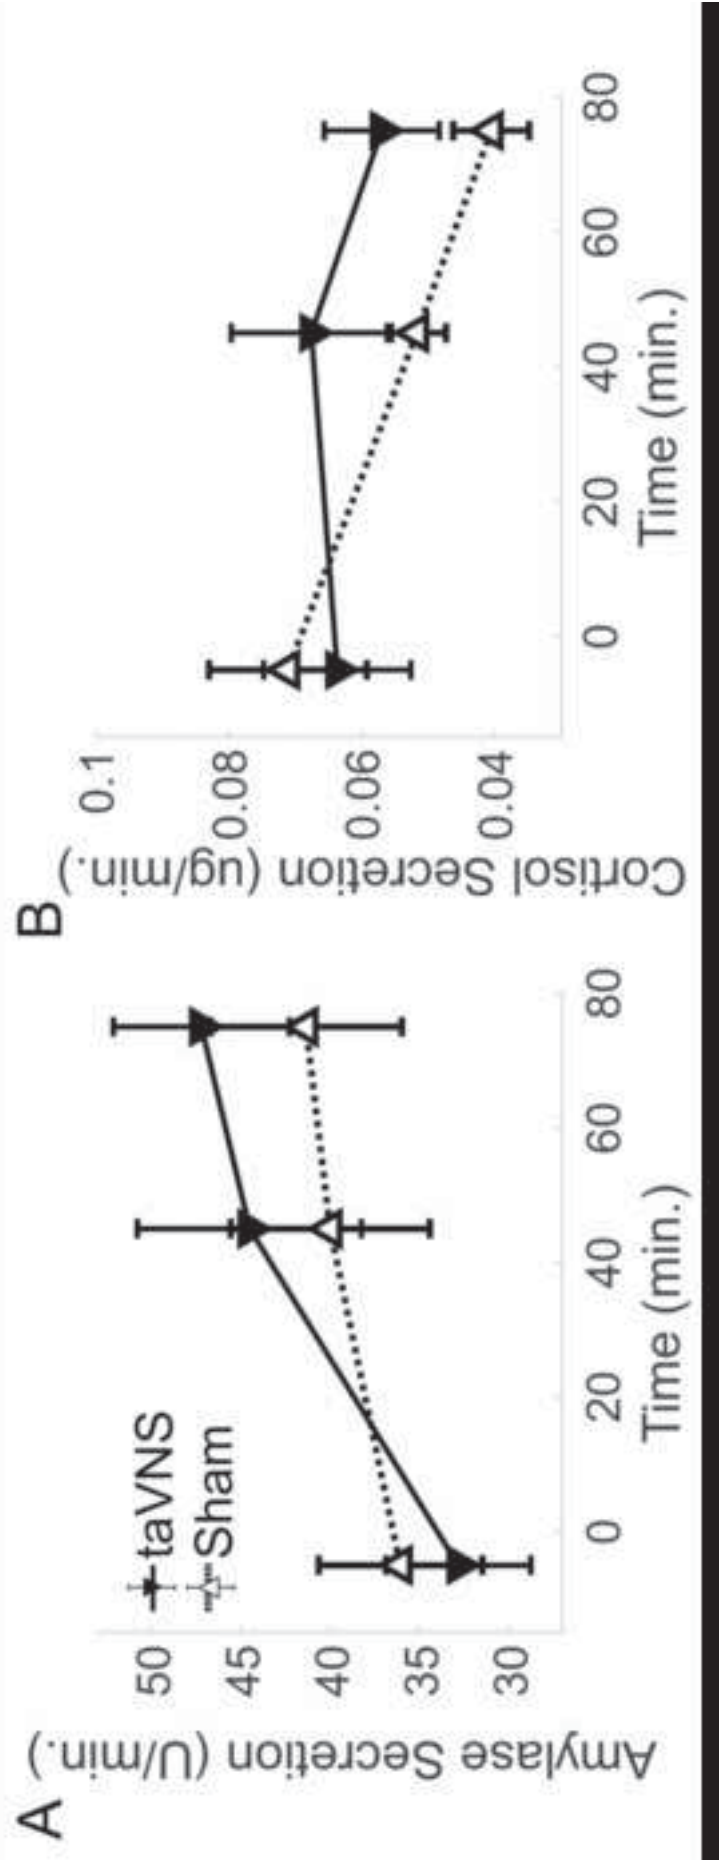 A
Amylase Secretion (U/min.)
50
45
40
35
30
taVNS
Sham
0
20
40
60
80
Time (min.)
B
Cortisol Secretion (ug/min.)
0.1
0.08
0.06
0.04
0
20
40
60
80
Time (min.)